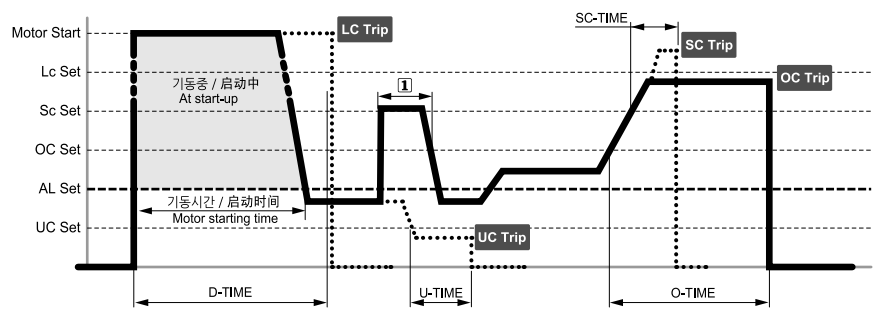 SC-TIME
Motor Start
LC Trip
SC Trip
Lc Set
기동중 / 启动中
At start-up
1
OC Trip
Sc Set
OC Set
AL Set
기동시간 / 启动时间
Motor starting time
UC Set
UC Trip
D-TIME
U-TIME
O-TIME